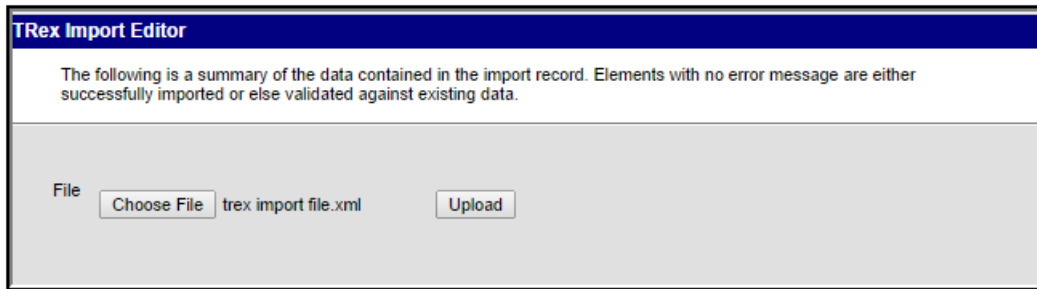 TRex Import Editor
The following is a summary of the data contained in the import record. Elements with no error message are either
successfully imported or else validated against existing data.
File Choose File trex import file.xml Upload